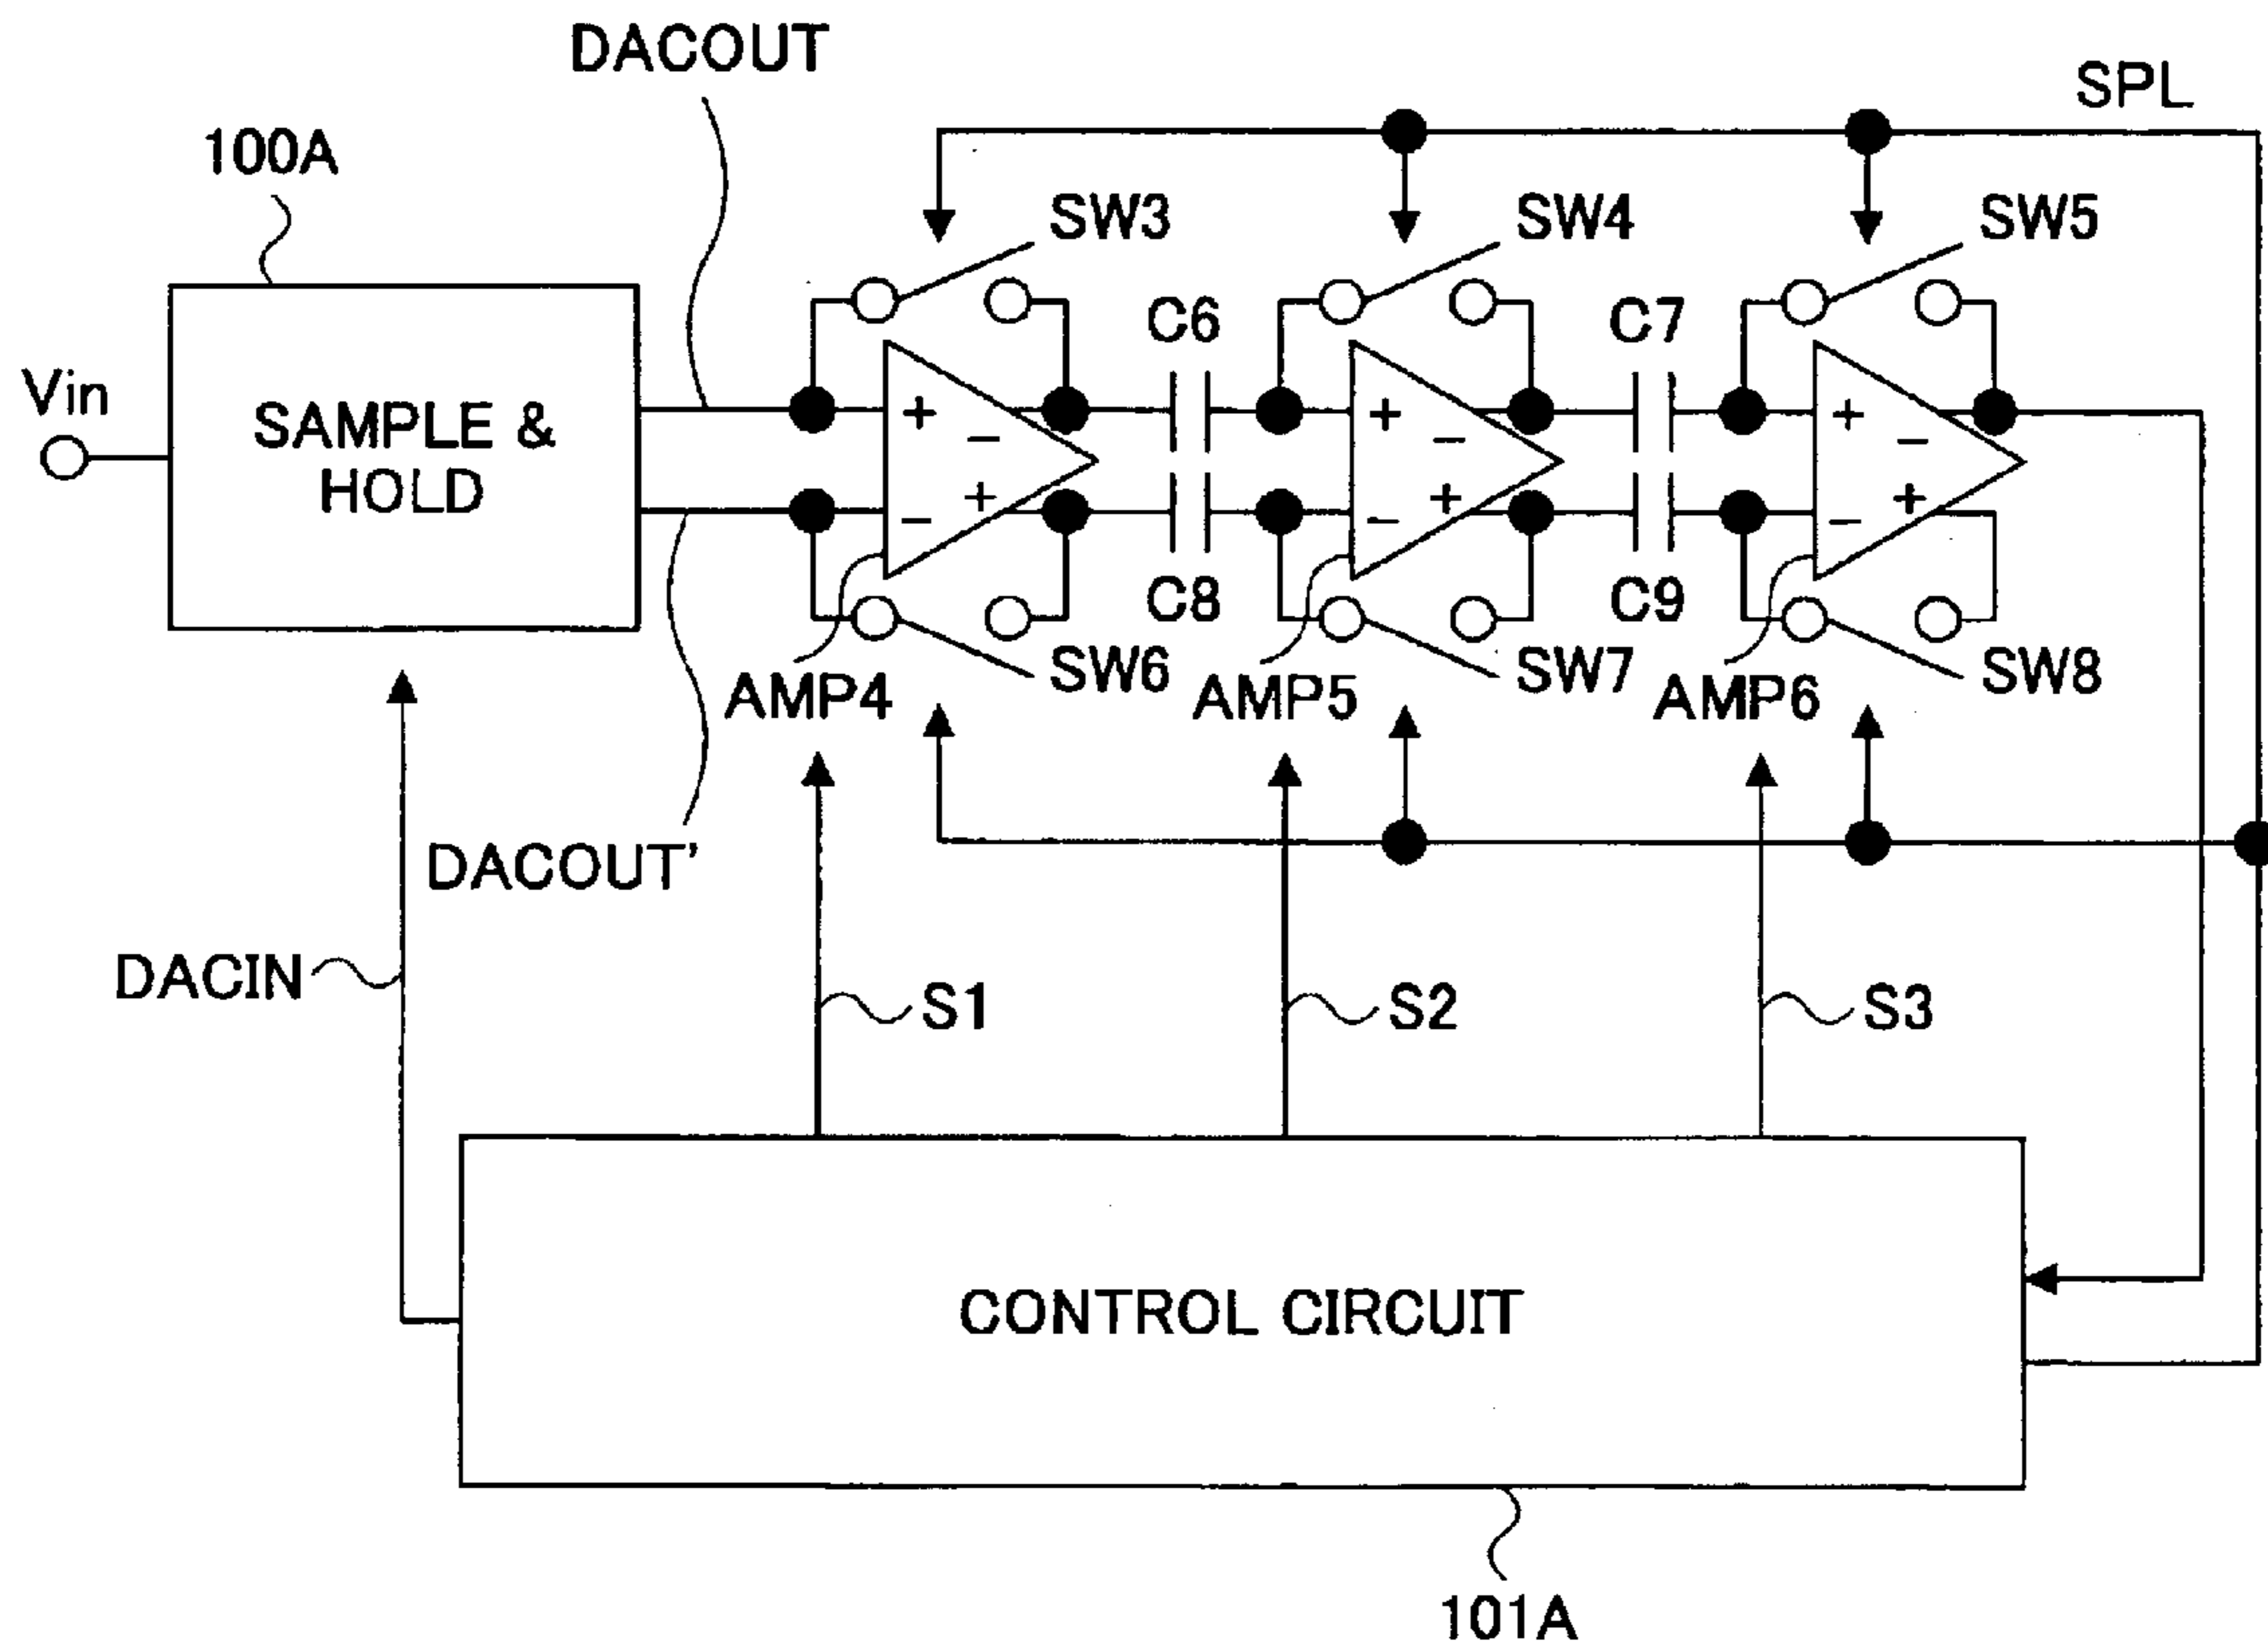 DACOUT
SPL
100A
SW3
SW4
SW5
C6
C7
Vin
SAMPLE &
HOLD
+
−
+
−
+
−
+
−
+
−
+
−
C8
C9
SW6
SW7
SW8
AMP4
AMP5
AMP6
DACOUT'
DACIN
S1
S2
S3
CONTROL CIRCUIT
101A